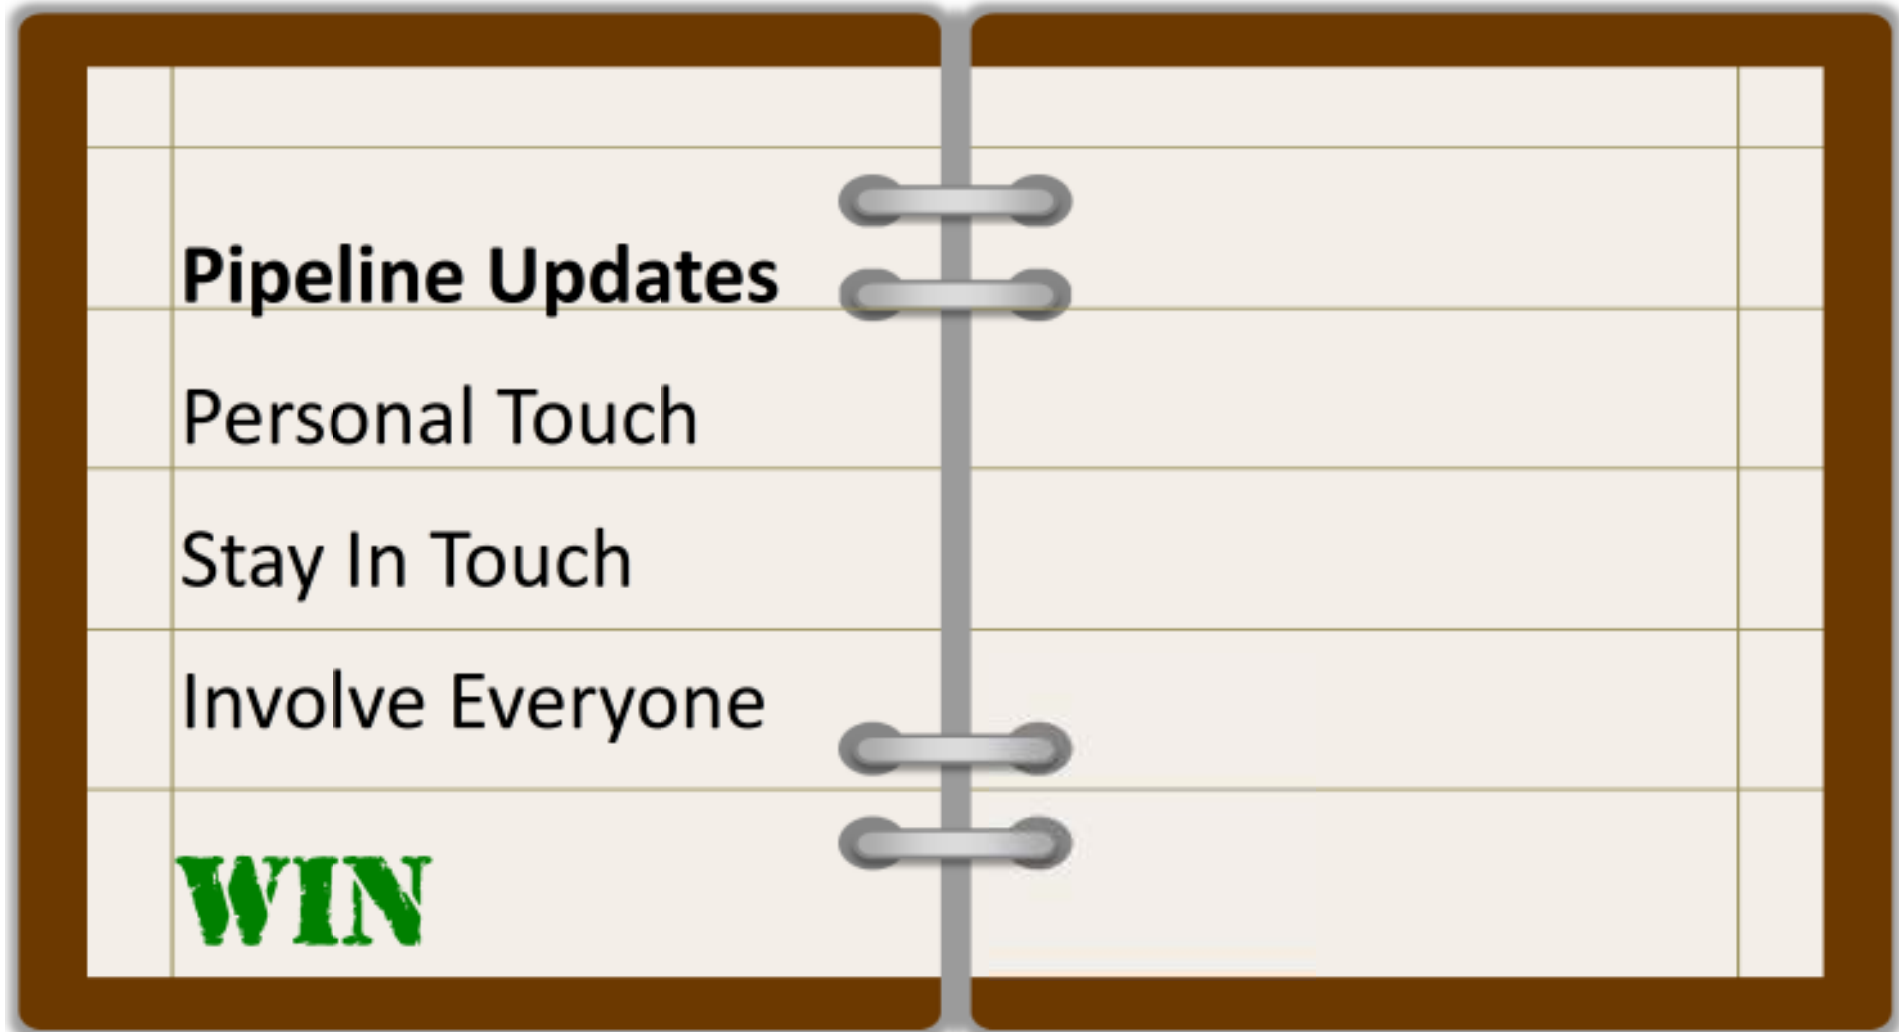 Pipeline Updates
Personal Touch
Stay In Touch
Involve Everyone
WIN